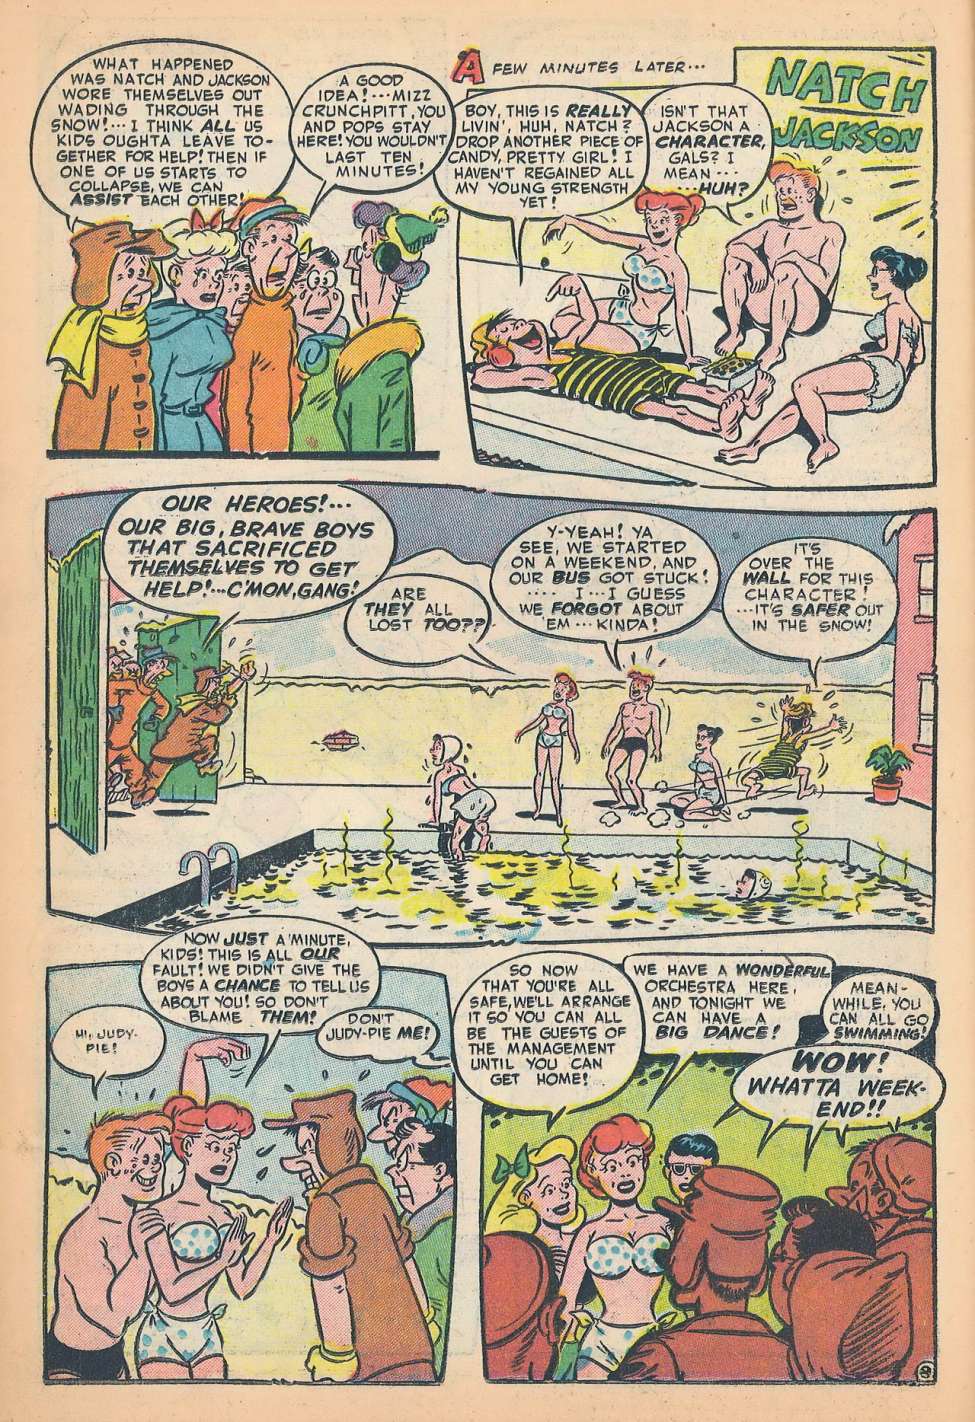 WHAT HAPPENED
WAS NATCH AND JACKSON
WORE THEMSELVES OUT
WADING THROUGH THE
SNOW!... I THINK ALL US
KIDS OUGHTA LEAVE TO-
GETHER FOR HELP! THEN IF
ONE OF US STARTS TO
COLLAPSE, WE CAN
ASSIST EACH OTHER!
A GOOD
IDEA!... MIZZ
CRUNCHPITT, YOU
AND POPS STAY
HERE! YOU WOULDN'T
LAST TEN
MINUTES!
A FEW MINUTES LATER...
BOY, THIS IS REALLY
LIVIN', HUH, NATCH?
DROP ANOTHER PIECE OF
CANDY, PRETTY GIRL! I
HAVEN'T REGAINED ALL
MY YOUNG STRENGTH
YET!
ISN'T THAT
JACKSON A
CHARACTER,
GALS? I
MEAN...
...HUH?
NATCH
JACKSON
OUR HEROES!...
OUR BIG, BRAVE BOYS
THAT SACRIFICED
THEMSELVES TO GET
HELP!... C'MON, GANG!
ARE
THEY ALL
LOST TOO??
Y-YEAH! YA
SEE, WE STARTED
ON A WEEKEND, AND
OUR BUS GOT STUCK!
.... I...I GUESS
WE FORGOT ABOUT
'EM... KINDA!
IT'S
OVER THE
WALL FOR THIS
CHARACTER!
...IT'S SAFER OUT
IN THE SNOW!
HI, JUDY-
PIE!
NOW JUST A MINUTE,
KIDS! THIS IS ALL OUR
FAULT! WE DIDN'T GIVE THE
BOYS A CHANCE TO TELL US
ABOUT YOU! SO DON'T
BLAME THEM!
DON'T
JUDY-PIE ME!
SO NOW
THAT YOU'RE ALL
SAFE, WE'LL ARRANGE
IT SO YOU CAN ALL
BE THE GUESTS OF
THE MANAGEMENT
UNTIL YOU CAN
GET HOME!
WE HAVE A WONDERFUL
ORCHESTRA HERE,
AND TONIGHT WE
CAN HAVE A
BIG DANCE!
MEAN-
WHILE, YOU
CAN ALL GO
SWIMMING!
WOW!
WHATTA WEEK-
END!!
8